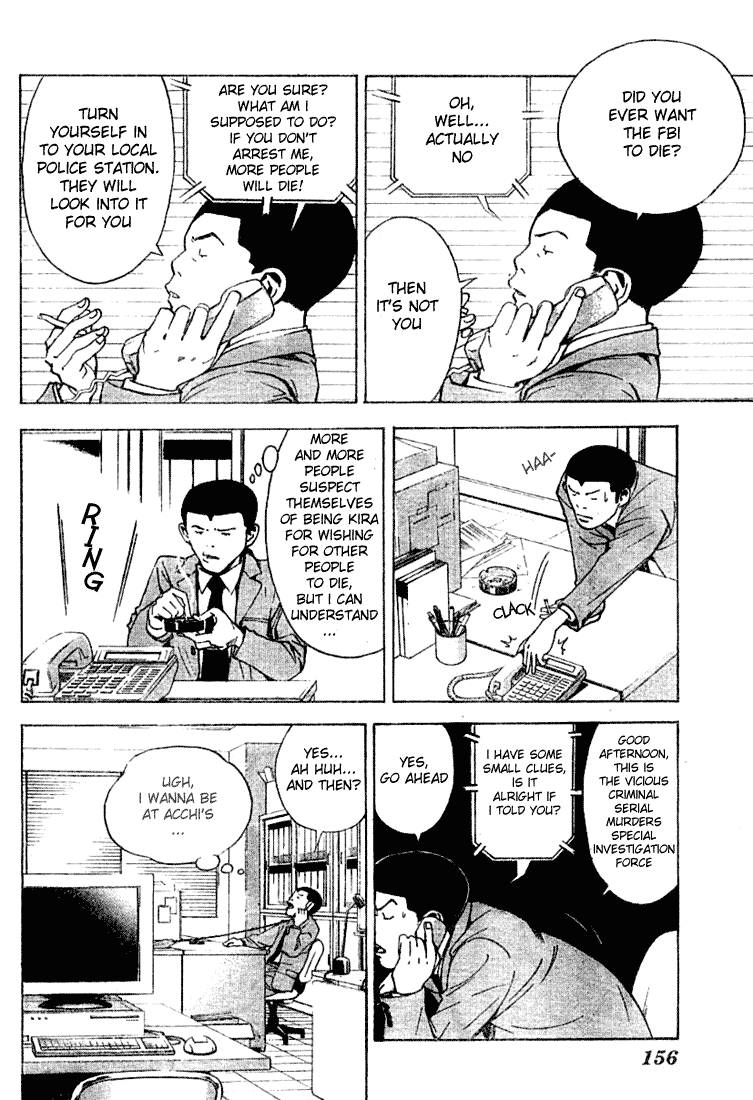 DID YOU
EVER WANT
THE FBI
TO DIE?
OH,
WELL...
ACTUALLY
NO
THEN
IT'S NOT
YOU
ARE YOU SURE?
WHAT AM I
SUPPOSED TO DO?
IF YOU DON'T
ARREST ME,
MORE PEOPLE
WILL DIE!
TURN
YOURSELF IN
TO YOUR LOCAL
POLICE STATION.
THEY WILL
LOOK INTO IT
FOR YOU
HAA-
CLACK
MORE
AND MORE
PEOPLE
SUSPECT
THEMSELVES
OF BEING KIRA
FOR WISHING
FOR OTHER
PEOPLE
TO DIE,
BUT I CAN
UNDERSTAND
...
RING
GOOD
AFTERNOON,
THIS IS
THE VICIOUS
CRIMINAL
SERIAL
MURDERS
SPECIAL
INVESTIGATION
FORCE
I HAVE SOME
SMALL CLUES,
IS IT
ALRIGHT IF
I TOLD YOU?
YES,
GO AHEAD
YES...
AH HUH...
AND THEN?
UGH,
I WANNA BE
AT ACCHI'S
...
156